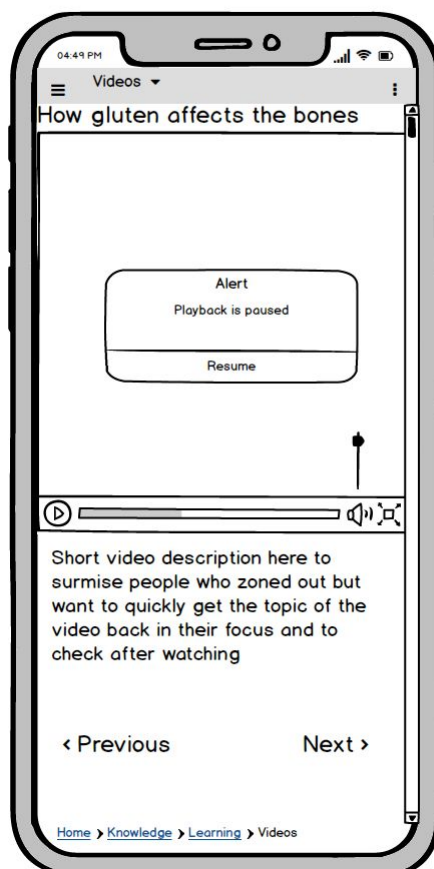 04:49 PM
Videos
How gluten affects the bones
Alert
Playback is paused
Resume
Short video description here to
surmise people who zoned out but
want to quickly get the topic of the
video back in their focus and to
check after watching
‹ Previous Next ›
Home › Knowledge › Learning › Videos